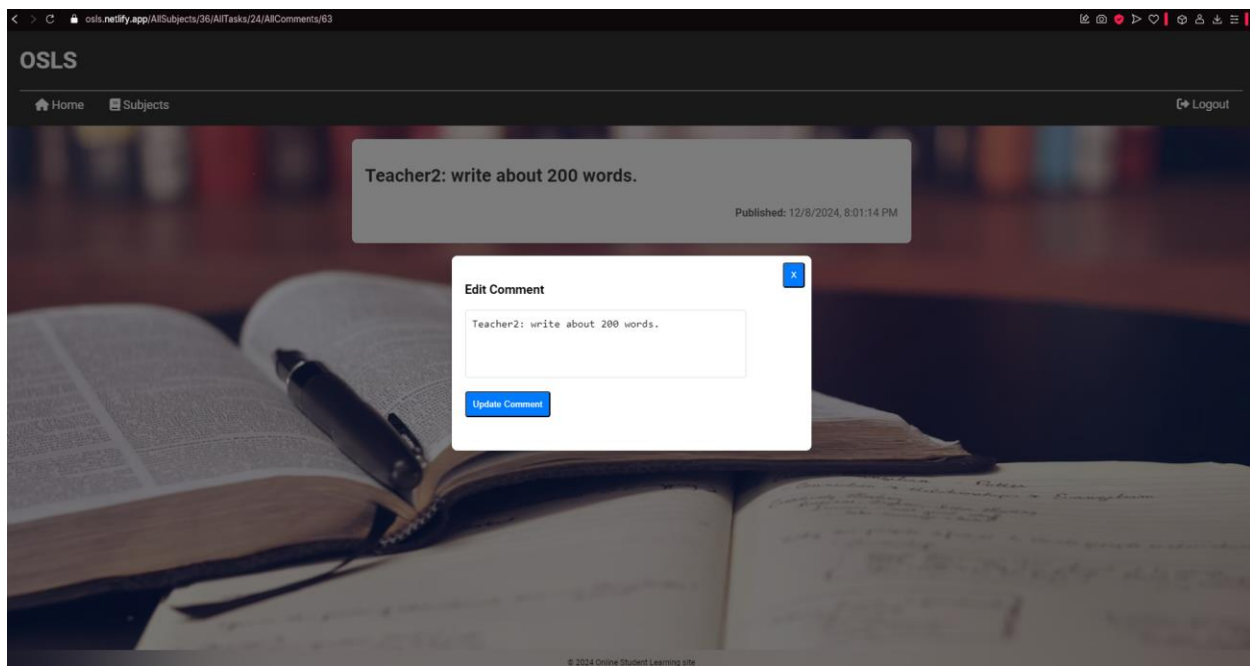 osls.netlify.app/AllSubjects/36/AllTasks/24/AllComments/63
OSLS
Home Subjects Logout
Teacher2: write about 200 words.
Published: 12/8/2024, 8:01:14 PM
X
Edit Comment
Teacher2: write about 200 words.
Update Comment
© 2024 Online Student Learning site